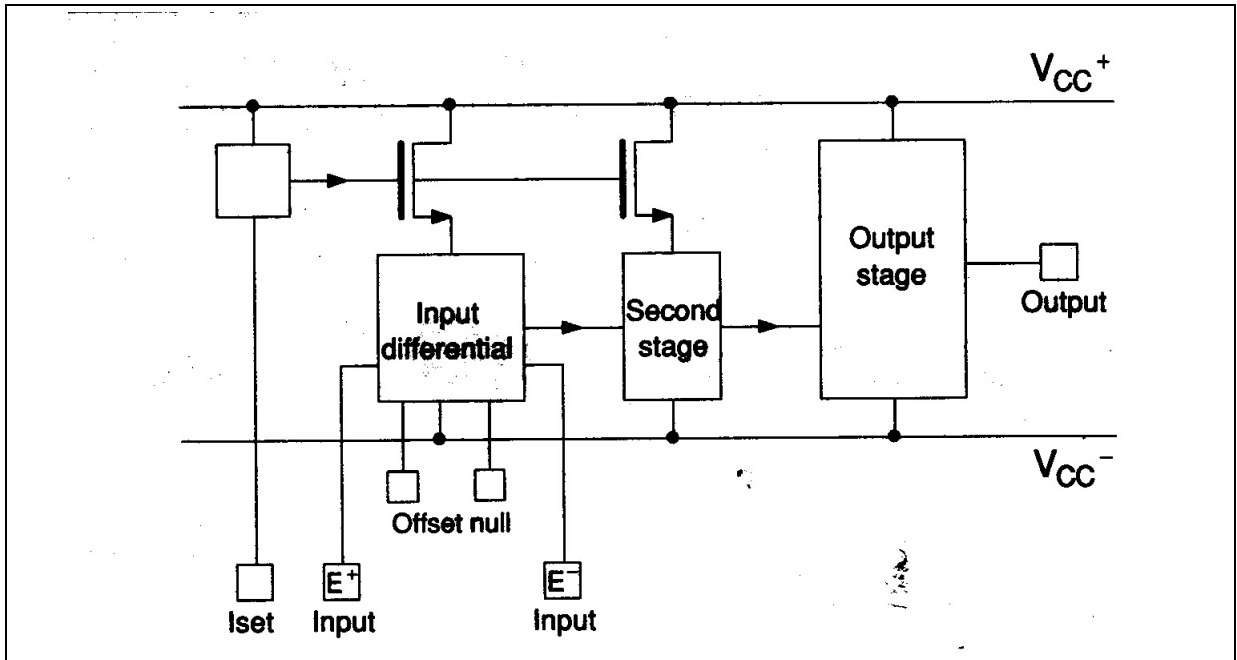 VCC+
Output
stage
Input
differential
Second
stage
Output
VCC−
Offset null
E+
E−
Iset
Input
Input